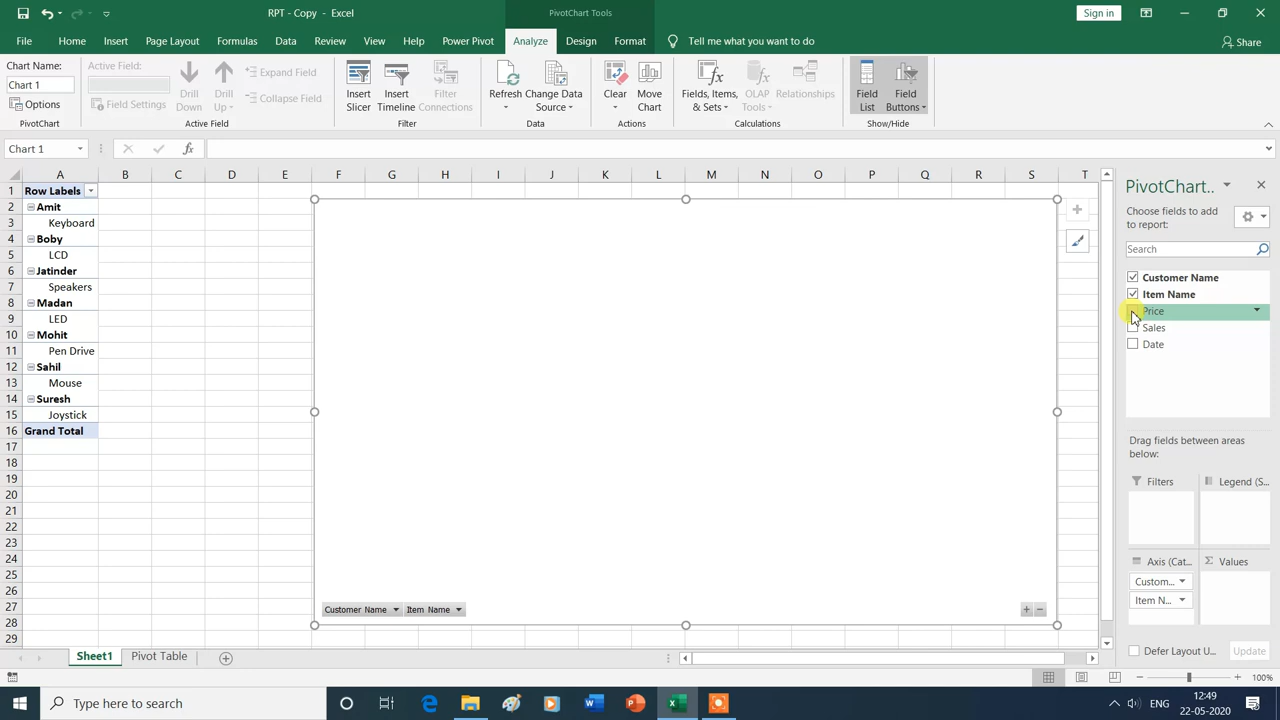 RPT - Copy - Excel
PivotChart Tools
Sign in
File Home Insert Page Layout Formulas Data Review View Help Power Pivot Analyze Design Format Tell me what you want to do Share
Chart Name:
Chart 1
Options
PivotChart
Active Field:
Field Settings
Drill Down
Drill Up
Expand Field
Collapse Field
Active Field
Insert Slicer
Insert Timeline
Filter Connections
Filter
Refresh
Change Data Source
Data
Clear
Move Chart
Actions
Fields, Items, & Sets
OLAP Tools
Relationships
Calculations
Field List
Field Buttons
Show/Hide
Chart 1
fx
A B C D E F G H I J K L M N O P Q R S T
1 Row Labels
2 Amit
3 Keyboard
4 Boby
5 LCD
6 Jatinder
7 Speakers
8 Madan
9 LED
10 Mohit
11 Pen Drive
12 Sahil
13 Mouse
14 Suresh
15 Joystick
16 Grand Total
17
18
19
20
21
22
23
24
25
26
27
28
29
Customer Name Item Name
PivotChart..
Choose fields to add to report:
Search
Customer Name
Item Name
Price
Sales
Date
Drag fields between areas below:
Filters
Legend (S...
Axis (Cat...
Values
Custom...
Item N...
Defer Layout U...
Update
Sheet1 Pivot Table
100%
Type here to search
12:49
22-05-2020